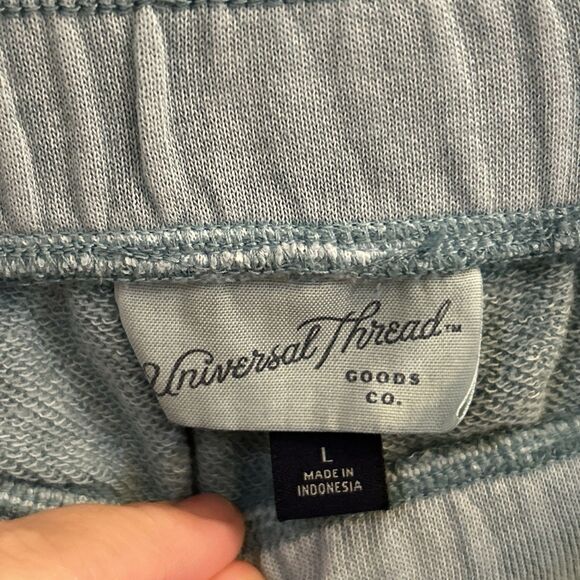 Universal Thread™
GOODS
CO.
L
MADE IN
INDONESIA